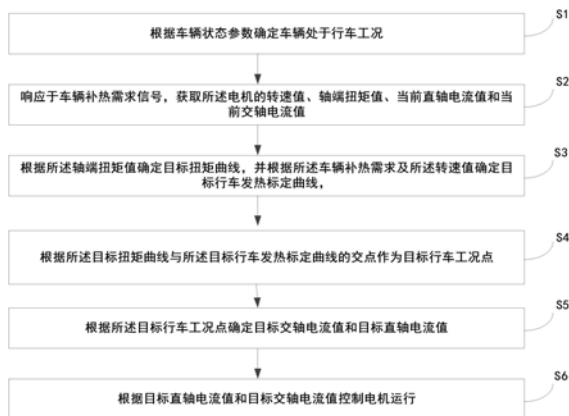 S1
根据车辆状态参数确定车辆处于行车工况
S2
响应于车辆补热需求信号，获取所述电机的转速值、轴端扭矩值、当前直轴电流值和当
前交轴电流值
S3
根据所述轴端扭矩值确定目标扭矩曲线，并根据所述车辆补热需求及所述转速值确定目
标行车发热标定曲线，
S4
根据所述目标扭矩曲线与所述目标行车发热标定曲线的交点作为目标行车工况点
S5
根据所述目标行车工况点确定目标交轴电流值和目标直轴电流值
S6
根据目标直轴电流值和目标交轴电流值控制电机运行